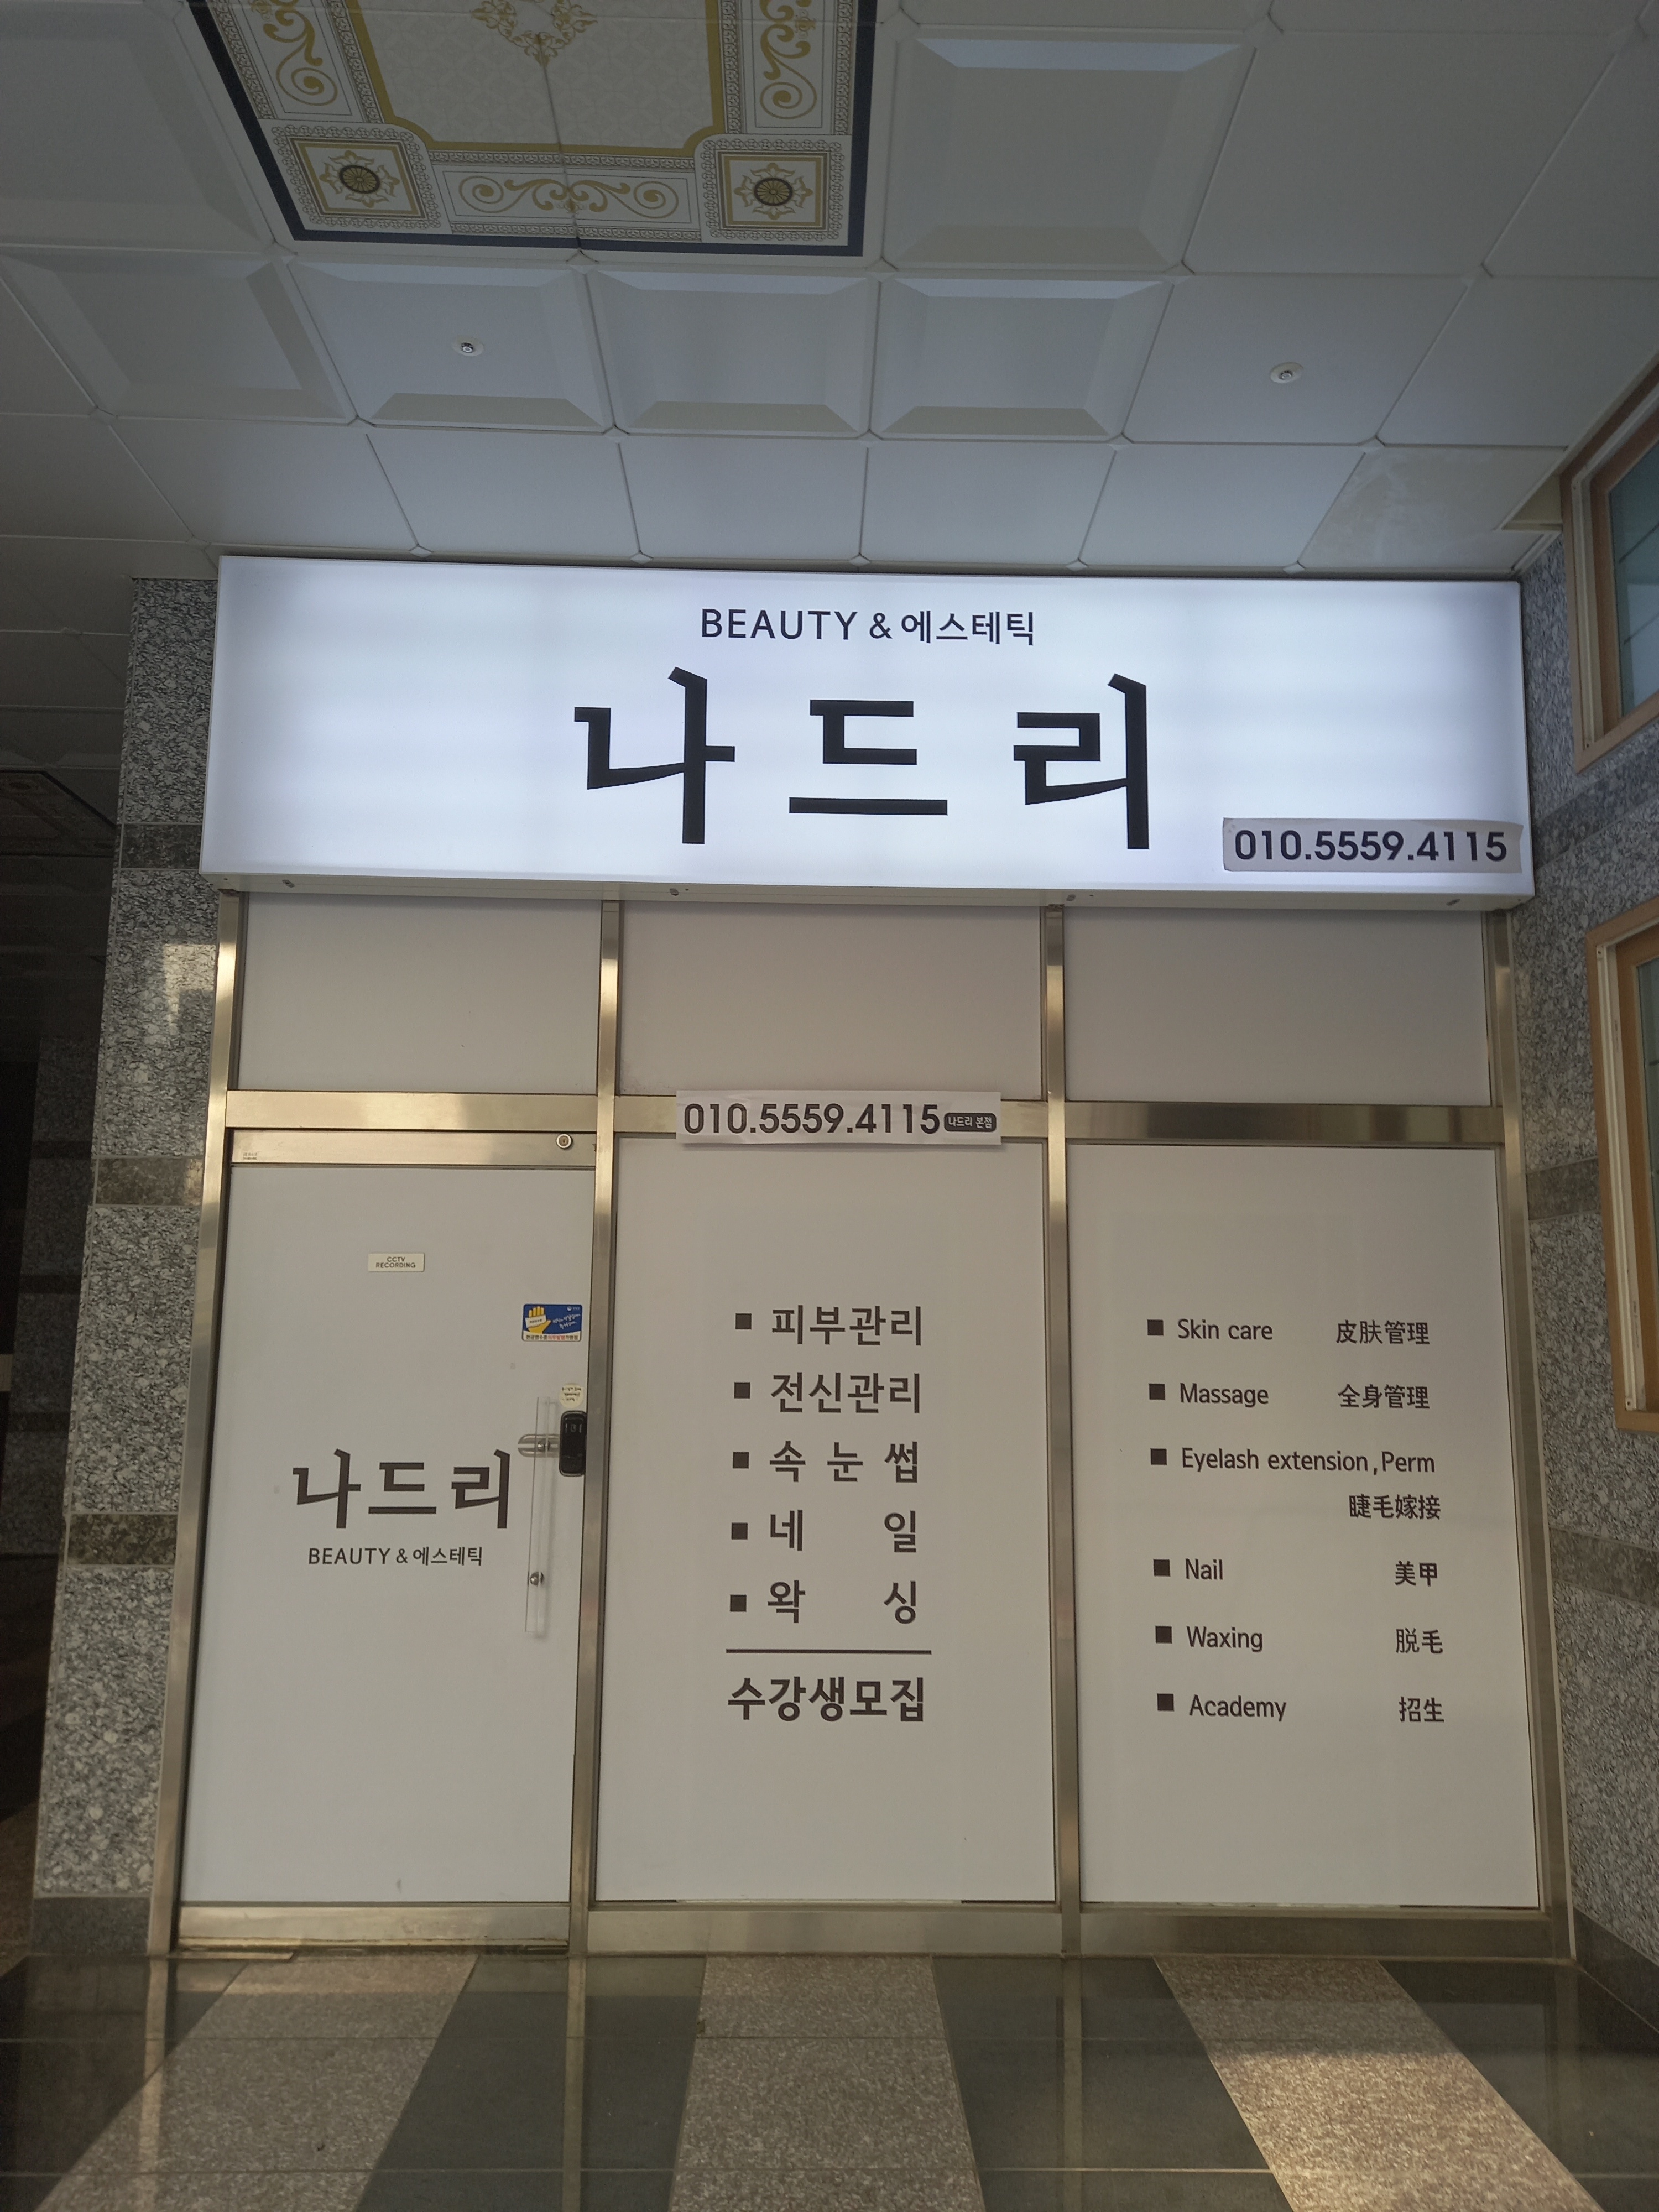 BEAUTY & 에스테틱
나드리
010.5559.4115
010.5559.4115 나드리 본점
CCTV
RECORDING
나드리
BEAUTY & 에스테틱
■ 피부관리
■ 전신관리
■ 속눈썹
■ 네일
■ 왁싱
수강생모집
■ Skin care 皮肤管理
■ Massage 全身管理
■ Eyelash extension, Perm
睫毛嫁接
■ Nail 美甲
■ Waxing 脱毛
■ Academy 招生